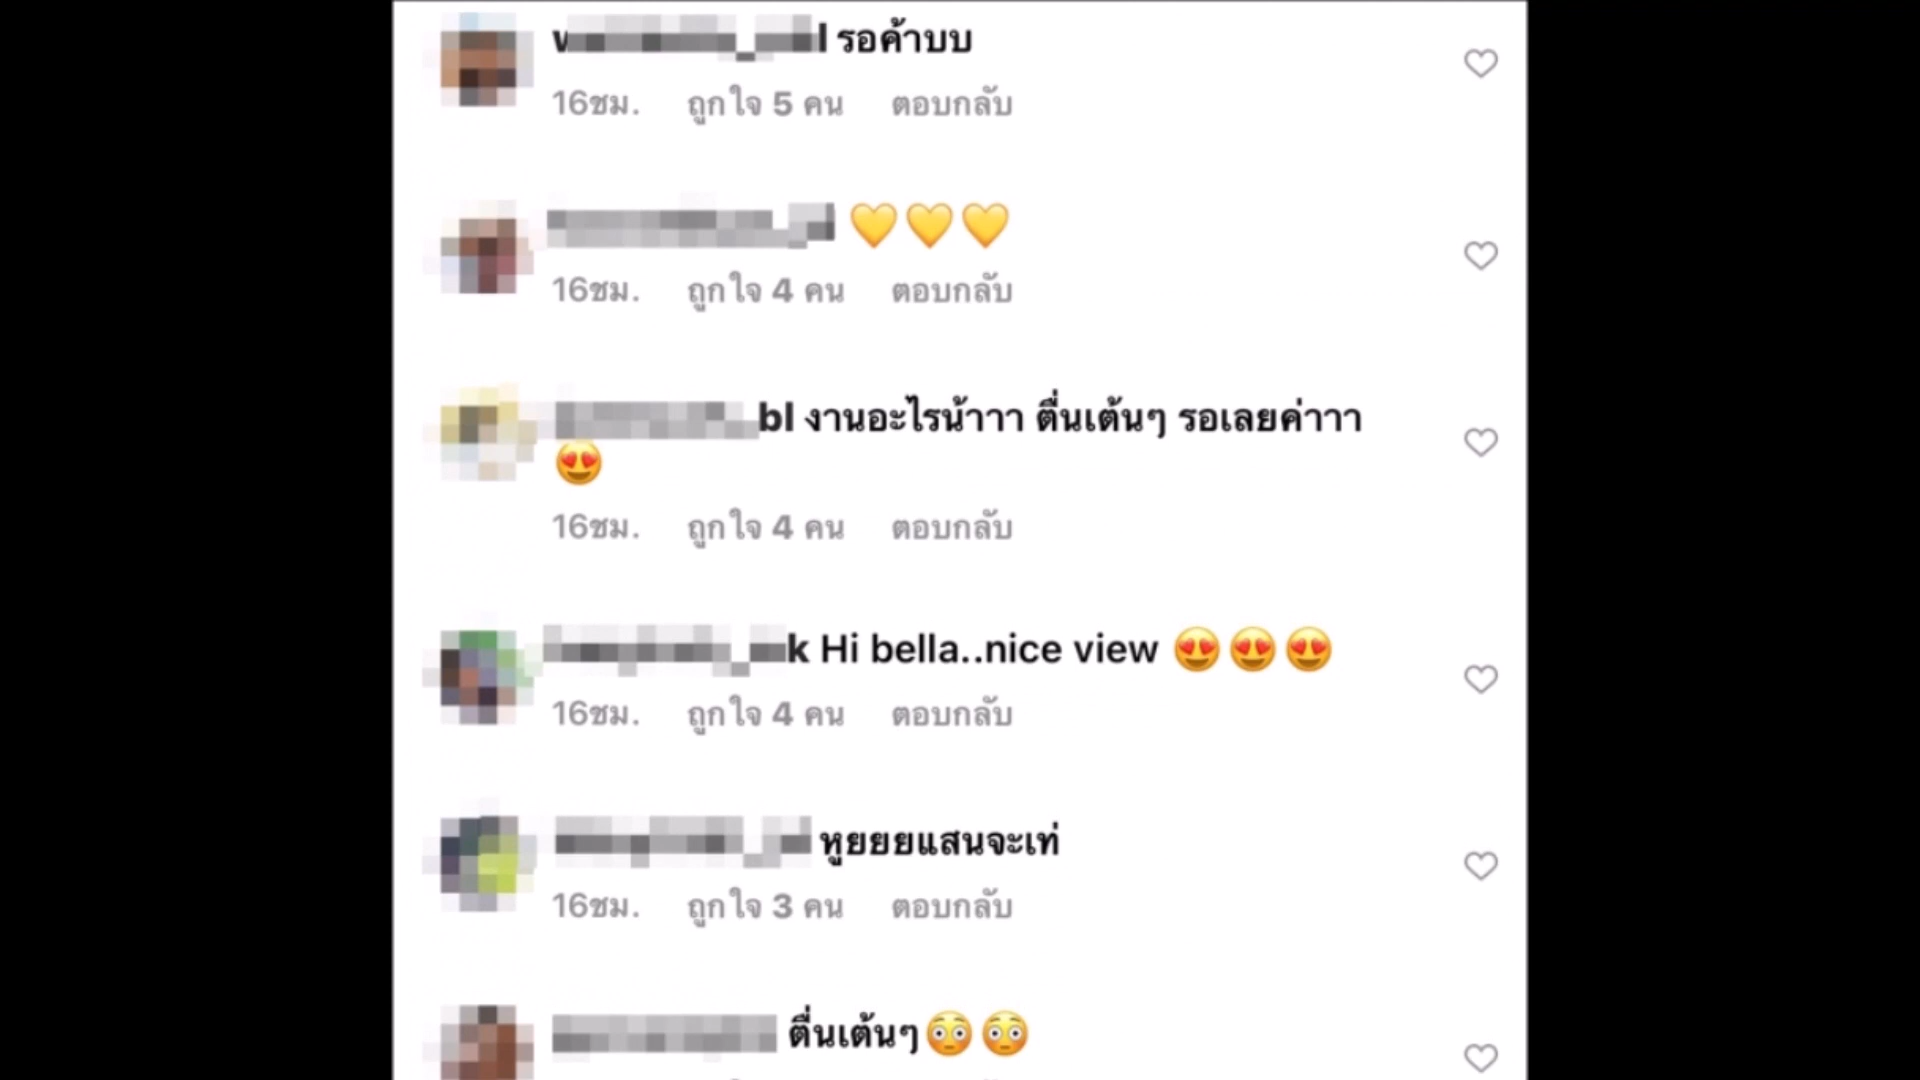 รอค้าบบ
16ชม. ถูกใจ 5 คน ตอบกลับ
💛💛💛
16ชม. ถูกใจ 4 คน ตอบกลับ
bl งานอะไรน้าาา ตื่นเต้นๆ รอเลยค่าาา
😍
16ชม. ถูกใจ 4 คน ตอบกลับ
k Hi bella..nice view 😍😍😍
16ชม. ถูกใจ 4 คน ตอบกลับ
หูยยยแสนจะเท่
16ชม. ถูกใจ 3 คน ตอบกลับ
ตื่นเต้นๆ😳😳